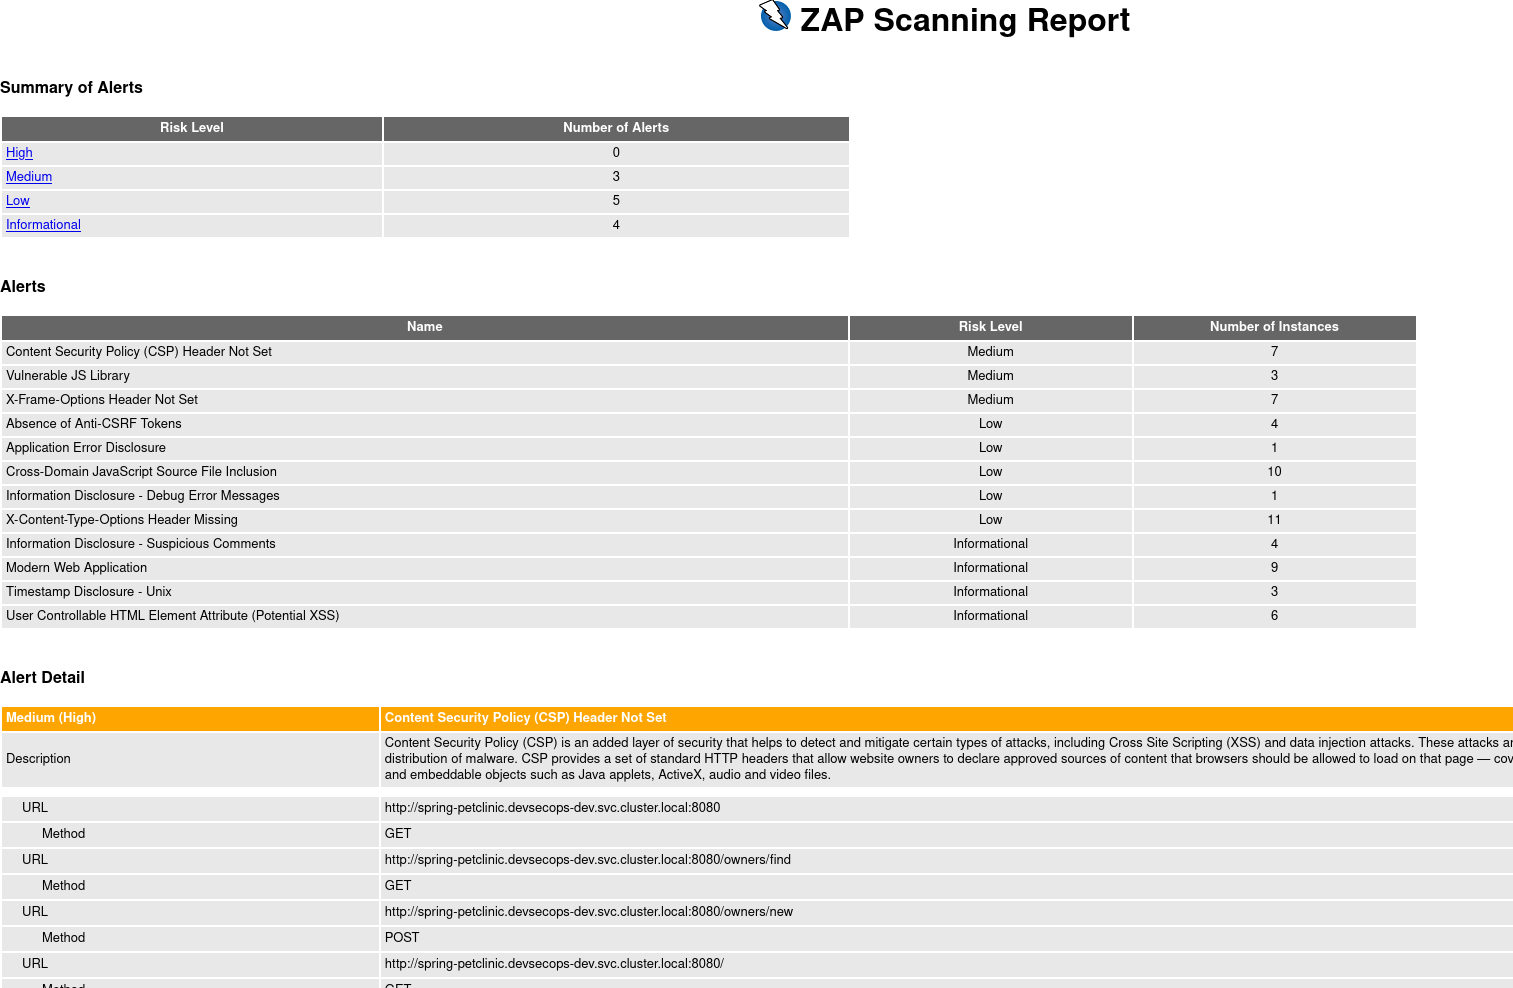 ZAP Scanning Report
Summary of Alerts
Risk Level Number of Alerts
High 0
Medium 3
Low 5
Informational 4
Alerts
Name Risk Level Number of Instances
Content Security Policy (CSP) Header Not Set Medium 7
Vulnerable JS Library Medium 3
X-Frame-Options Header Not Set Medium 7
Absence of Anti-CSRF Tokens Low 4
Application Error Disclosure Low 1
Cross-Domain JavaScript Source File Inclusion Low 10
Information Disclosure - Debug Error Messages Low 1
X-Content-Type-Options Header Missing Low 11
Information Disclosure - Suspicious Comments Informational 4
Modern Web Application Informational 9
Timestamp Disclosure - Unix Informational 3
User Controllable HTML Element Attribute (Potential XSS) Informational 6
Alert Detail
Medium (High) Content Security Policy (CSP) Header Not Set
Description
Content Security Policy (CSP) is an added layer of security that helps to detect and mitigate certain types of attacks, including Cross Site Scripting (XSS) and data injection attacks. These attacks
distribution of malware. CSP provides a set of standard HTTP headers that allow website owners to declare approved sources of content that browsers should be allowed to load on that page —
and embeddable objects such as Java applets, ActiveX, audio and video files.
URL http://spring-petclinic.devsecops-dev.svc.cluster.local:8080
Method GET
URL http://spring-petclinic.devsecops-dev.svc.cluster.local:8080/owners/find
Method GET
URL http://spring-petclinic.devsecops-dev.svc.cluster.local:8080/owners/new
Method POST
URL http://spring-petclinic.devsecops-dev.svc.cluster.local:8080/
Method GET